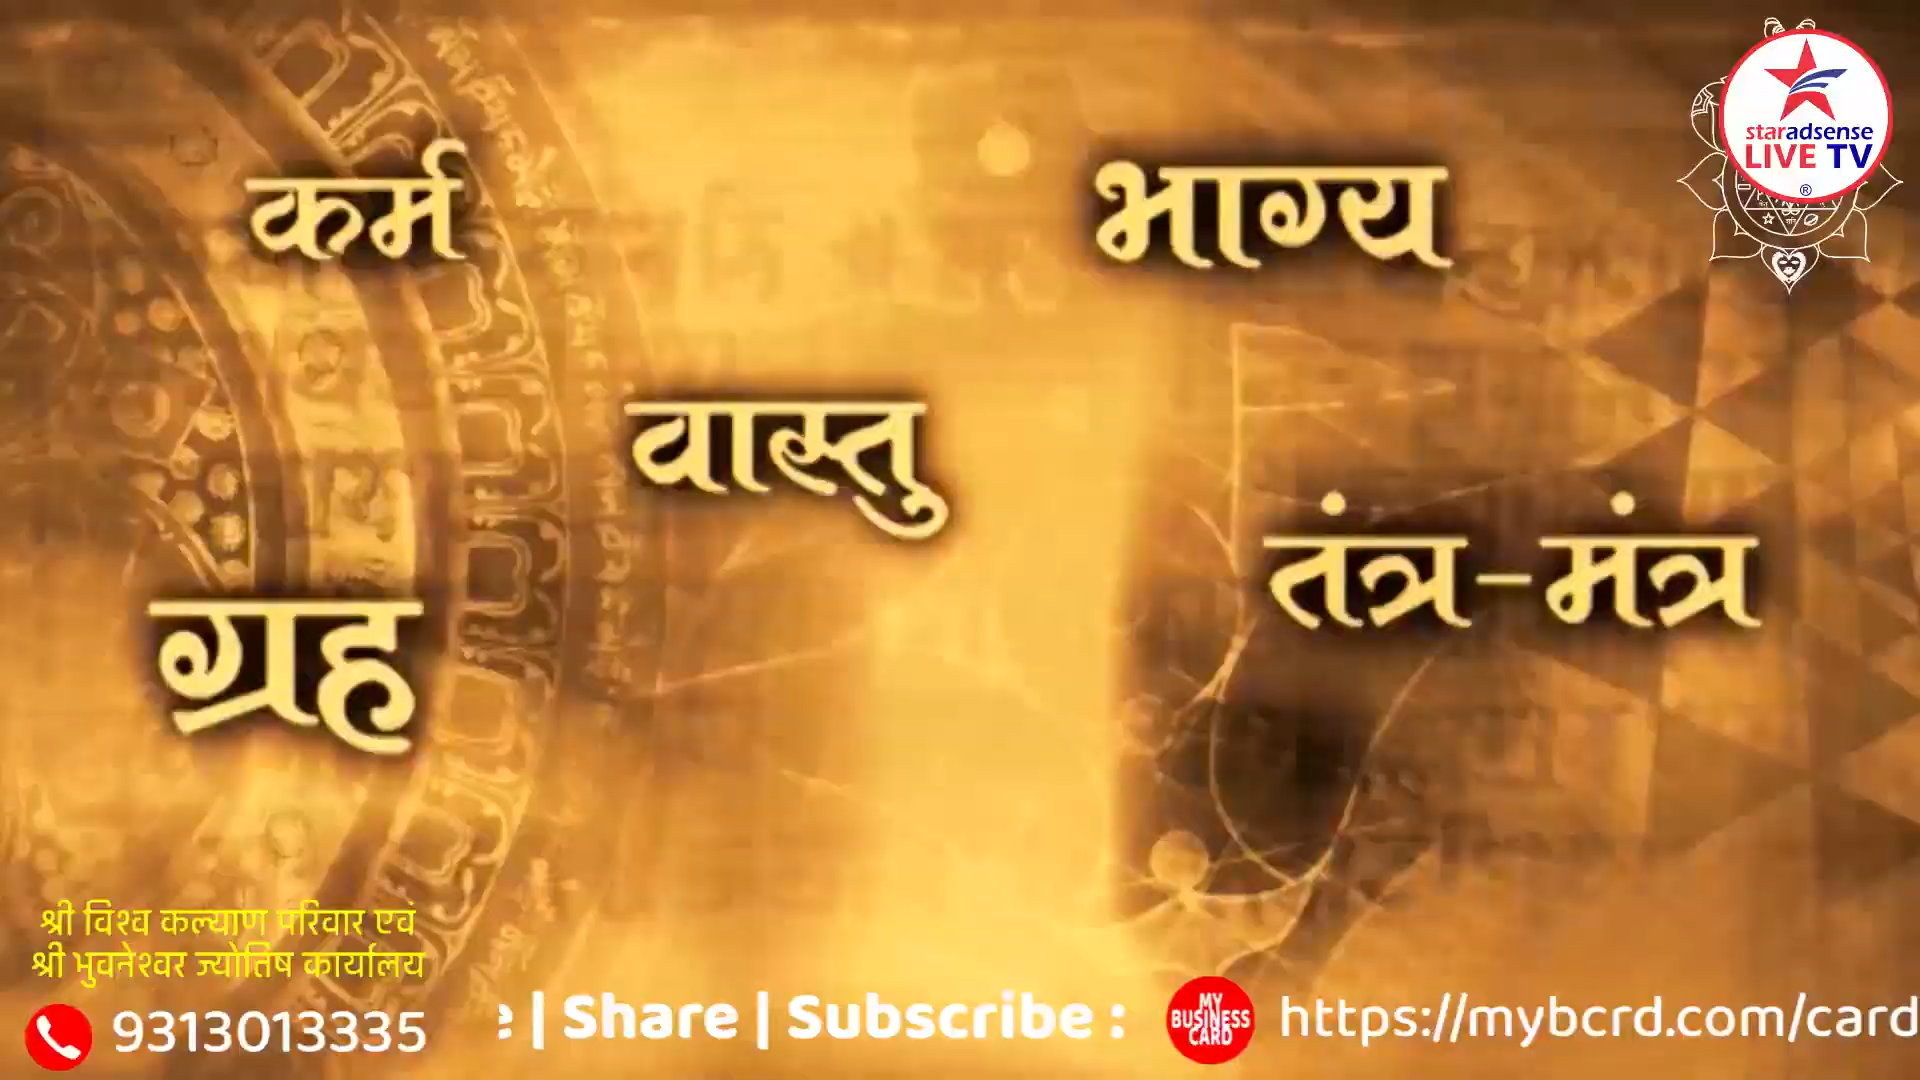 कर्म
भाग्य
वास्तु
तंत्र-मंत्र
ग्रह
staradsense
LIVE TV
®
श्री विश्व कल्याण परिवार एवं
श्री भुवनेश्वर ज्योतिष कार्यालय
9313013335
| Share | Subscribe :
MY
BUSINESS
CARD
https://mybcrd.com/card